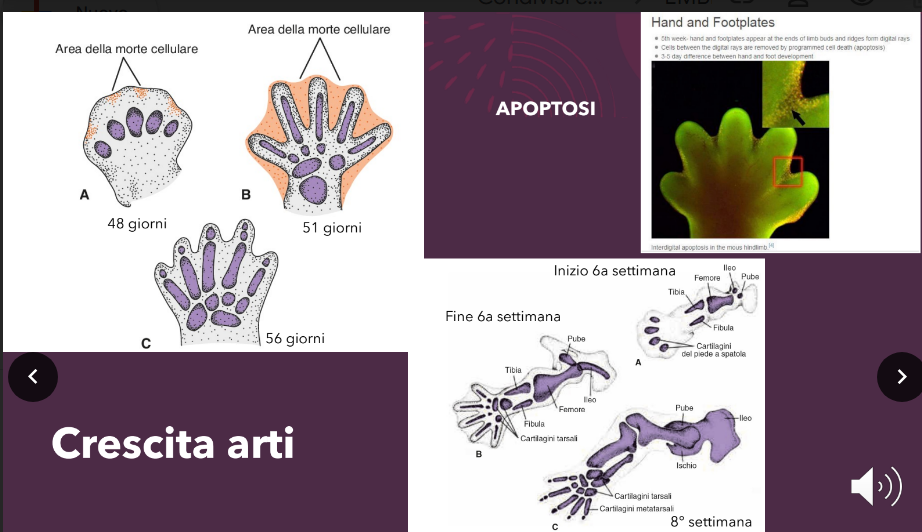 Area della morte cellulare
Area della morte cellulare
A
B
48 giorni
51 giorni
C
56 giorni
Crescita arti
APOPTOSI
Hand and Footplates
5th week- hand and footplates appear at the ends of limb buds and ridges form digital rays
Cells between the digital rays are removed by programmed cell death (apoptosis)
3-5 day difference between hand and foot development
Interdigital apoptosis in the mous hindlimb.[4]
Inizio 6a settimana
Ileo
Femore
Pube
Tibia
Fibula
Cartilagini
del piede a spatola
A
Fine 6a settimana
Pube
Tibia
Ileo
Femore
Fibula
Cartilagini tarsali
B
Pube
Ileo
Ischio
Cartilagini tarsali
Cartilagini metatarsali
C
8° settimana